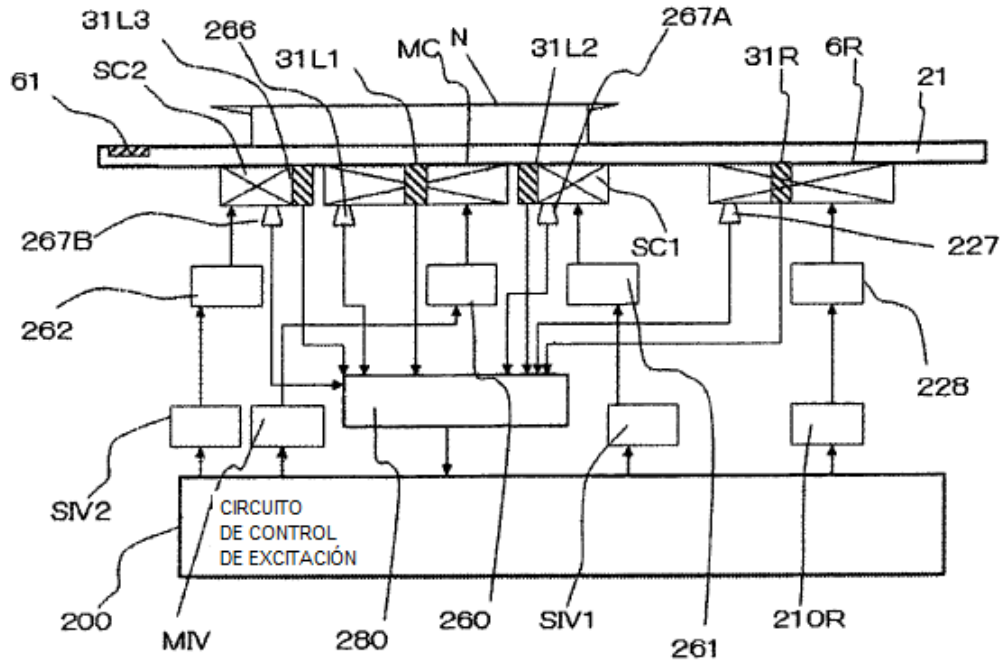 31L3
266
267A
31L1
MC
N
31L2
31R
6R
61
SC2
21
267B
SC1
227
262
228
SIV2
CIRCUITO
DE CONTROL
DE EXCITACIÓN
200
MIV
280
260
SIV1
261
210R